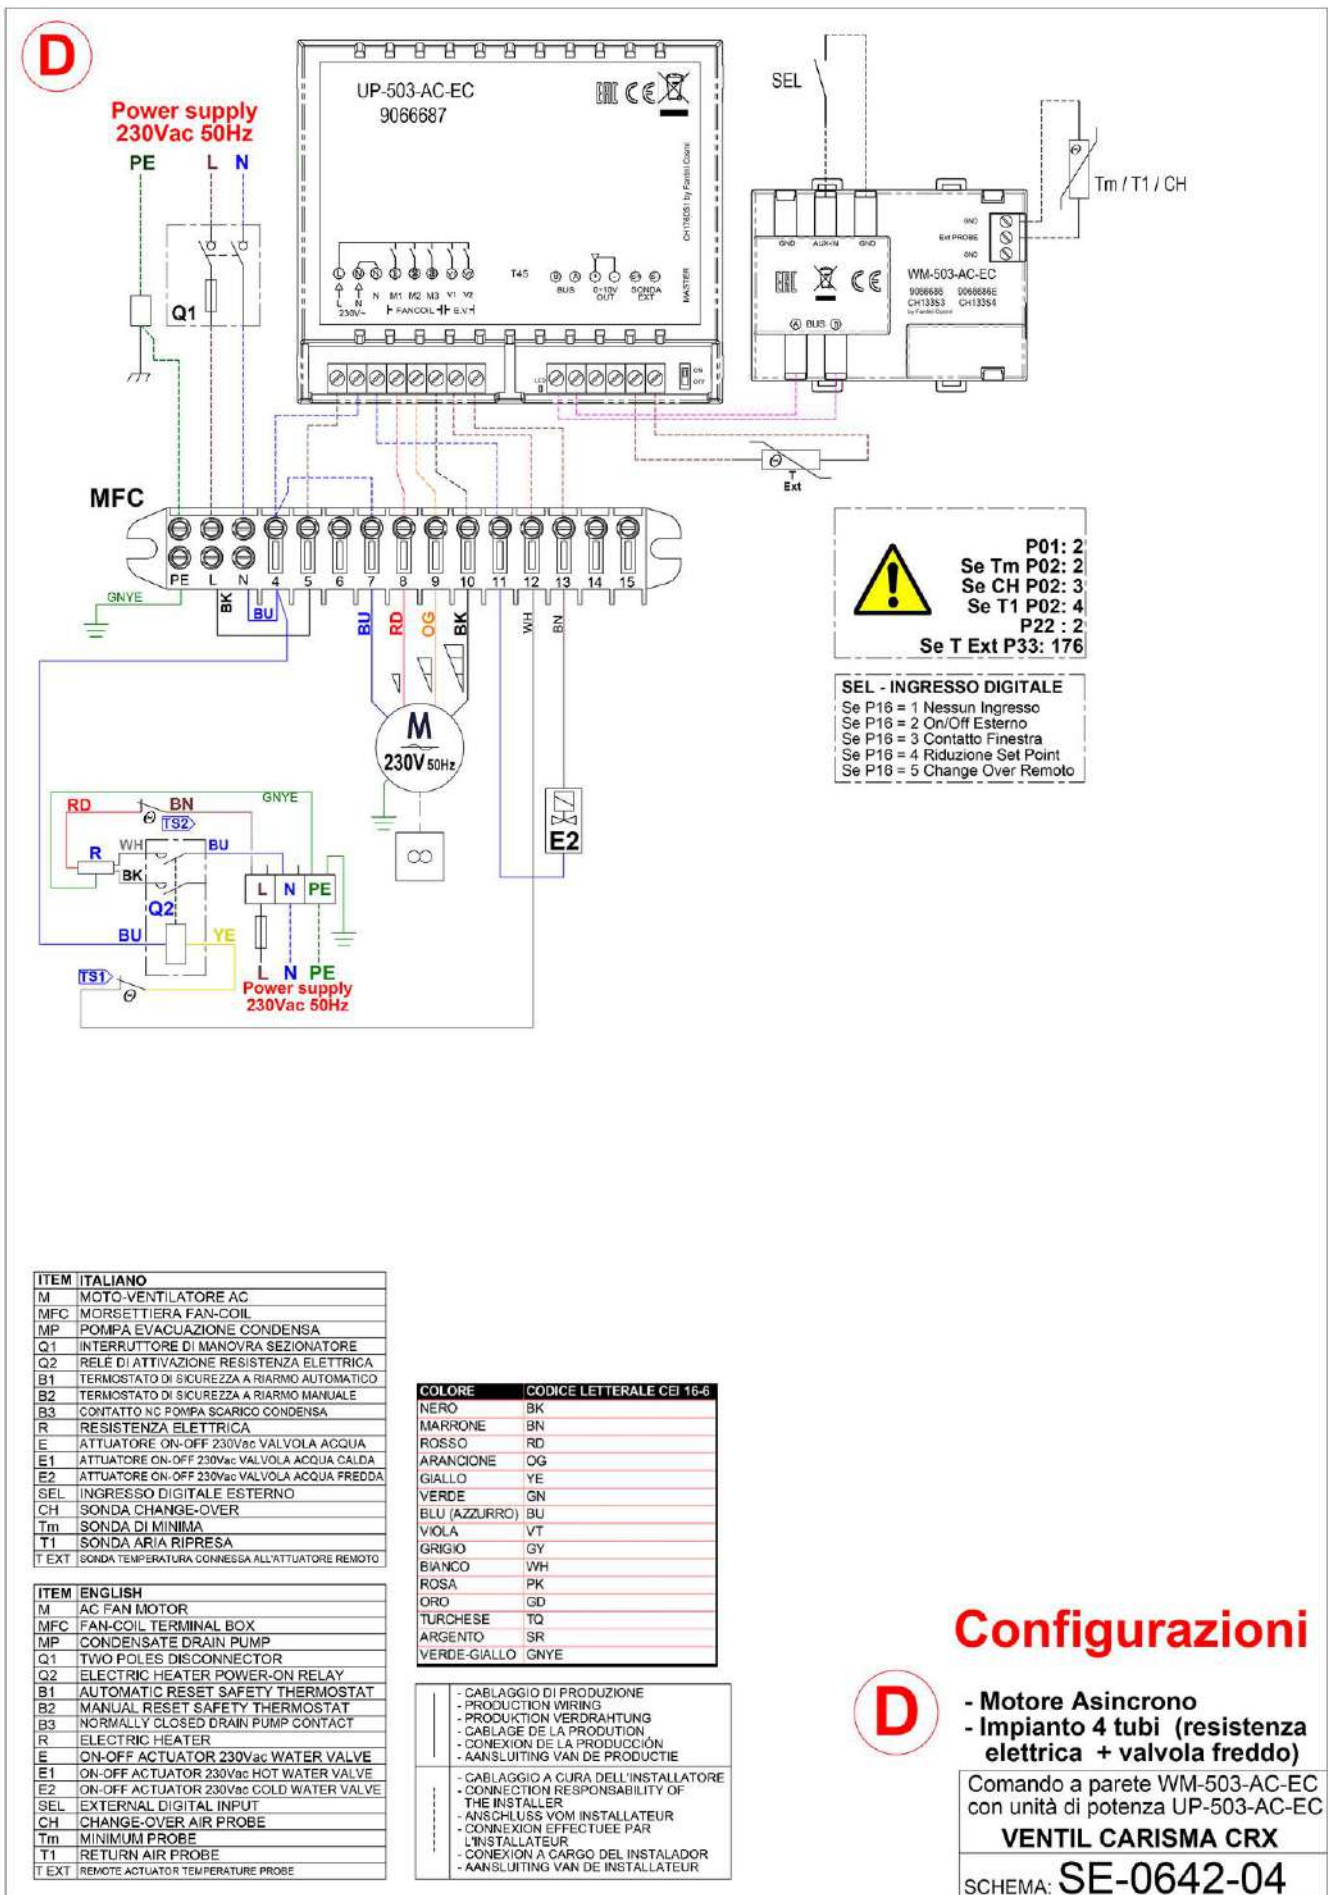 D
Power supply
230Vac 50Hz
PE
L
N
Q1
UP-503-AC-EC
9066687
EAC CE
CH176DS1 by Fantini Cosmi
MASTER
L N N M1 M2 M3 V1 V2
L N
230V~
FANCOIL
E.V
T45
B A + -
BUS
0÷10V
OUT
SONDA
EXT
LED
ON
OFF
SEL
Tm / T1 / CH
GND AUX-IN GND
GND
Ext PROBE
GND
EAC CE
WM-503-AC-EC
9066686 9066686E
CH133S3 CH133S4
by Fantini Cosmi
A BUS B
T
Ext
MFC
PE L N 4 5 6 7 8 9 10 11 12 13 14 15
GNYE
BK
BU
BU
RD
OG
BK
WH
BN
M
230V 50Hz
E2
P01: 2
Se Tm P02: 2
Se CH P02: 3
Se T1 P02: 4
P22 : 2
Se T Ext P33: 176
SEL - INGRESSO DIGITALE
Se P16 = 1 Nessun Ingresso
Se P16 = 2 On/Off Esterno
Se P16 = 3 Contatto Finestra
Se P16 = 4 Riduzione Set Point
Se P16 = 5 Change Over Remoto
RD
BN
GNYE
TS2
R
WH
BU
BK
L N PE
Q2
BU
YE
TS1
L N PE
Power supply
230Vac 50Hz
ITEM ITALIANO
M MOTO-VENTILATORE AC
MFC MORSETTIERA FAN-COIL
MP POMPA EVACUAZIONE CONDENSA
Q1 INTERRUTTORE DI MANOVRA SEZIONATORE
Q2 RELÈ DI ATTIVAZIONE RESISTENZA ELETTRICA
B1 TERMOSTATO DI SICUREZZA A RIARMO AUTOMATICO
B2 TERMOSTATO DI SICUREZZA A RIARMO MANUALE
B3 CONTATTO NC POMPA SCARICO CONDENSA
R RESISTENZA ELETTRICA
E ATTUATORE ON-OFF 230Vac VALVOLA ACQUA
E1 ATTUATORE ON-OFF 230Vac VALVOLA ACQUA CALDA
E2 ATTUATORE ON-OFF 230Vac VALVOLA ACQUA FREDDA
SEL INGRESSO DIGITALE ESTERNO
CH SONDA CHANGE-OVER
Tm SONDA DI MINIMA
T1 SONDA ARIA RIPRESA
T EXT SONDA TEMPERATURA CONNESSA ALL'ATTUATORE REMOTO
ITEM ENGLISH
M AC FAN MOTOR
MFC FAN-COIL TERMINAL BOX
MP CONDENSATE DRAIN PUMP
Q1 TWO POLES DISCONNECTOR
Q2 ELECTRIC HEATER POWER-ON RELAY
B1 AUTOMATIC RESET SAFETY THERMOSTAT
B2 MANUAL RESET SAFETY THERMOSTAT
B3 NORMALLY CLOSED DRAIN PUMP CONTACT
R ELECTRIC HEATER
E ON-OFF ACTUATOR 230Vac WATER VALVE
E1 ON-OFF ACTUATOR 230Vac HOT WATER VALVE
E2 ON-OFF ACTUATOR 230Vac COLD WATER VALVE
SEL EXTERNAL DIGITAL INPUT
CH CHANGE-OVER AIR PROBE
Tm MINIMUM PROBE
T1 RETURN AIR PROBE
T EXT REMOTE ACTUATOR TEMPERATURE PROBE
COLORE CODICE LETTERALE CEI 16-6
NERO BK
MARRONE BN
ROSSO RD
ARANCIONE OG
GIALLO YE
VERDE GN
BLU (AZZURRO) BU
VIOLA VT
GRIGIO GY
BIANCO WH
ROSA PK
ORO GD
TURCHESE TQ
ARGENTO SR
VERDE-GIALLO GNYE
- CABLAGGIO DI PRODUZIONE
- PRODUCTION WIRING
- PRODUKTION VERDRAHTUNG
- CABLAGE DE LA PRODUTION
- CONEXION DE LA PRODUCCIÓN
- AANSLUITING VAN DE PRODUCTIE
- CABLAGGIO A CURA DELL'INSTALLATORE
- CONNECTION RESPONSABILITY OF
THE INSTALLER
- ANSCHLUSS VOM INSTALLATEUR
- CONNEXION EFFECTUEE PAR
L'INSTALLATEUR
- CONEXION A CARGO DEL INSTALADOR
- AANSLUITING VAN DE INSTALLATEUR
Configurazioni
D
- Motore Asincrono
- Impianto 4 tubi (resistenza
elettrica + valvola freddo)
Comando a parete WM-503-AC-EC
con unità di potenza UP-503-AC-EC
VENTIL CARISMA CRX
SCHEMA: SE-0642-04